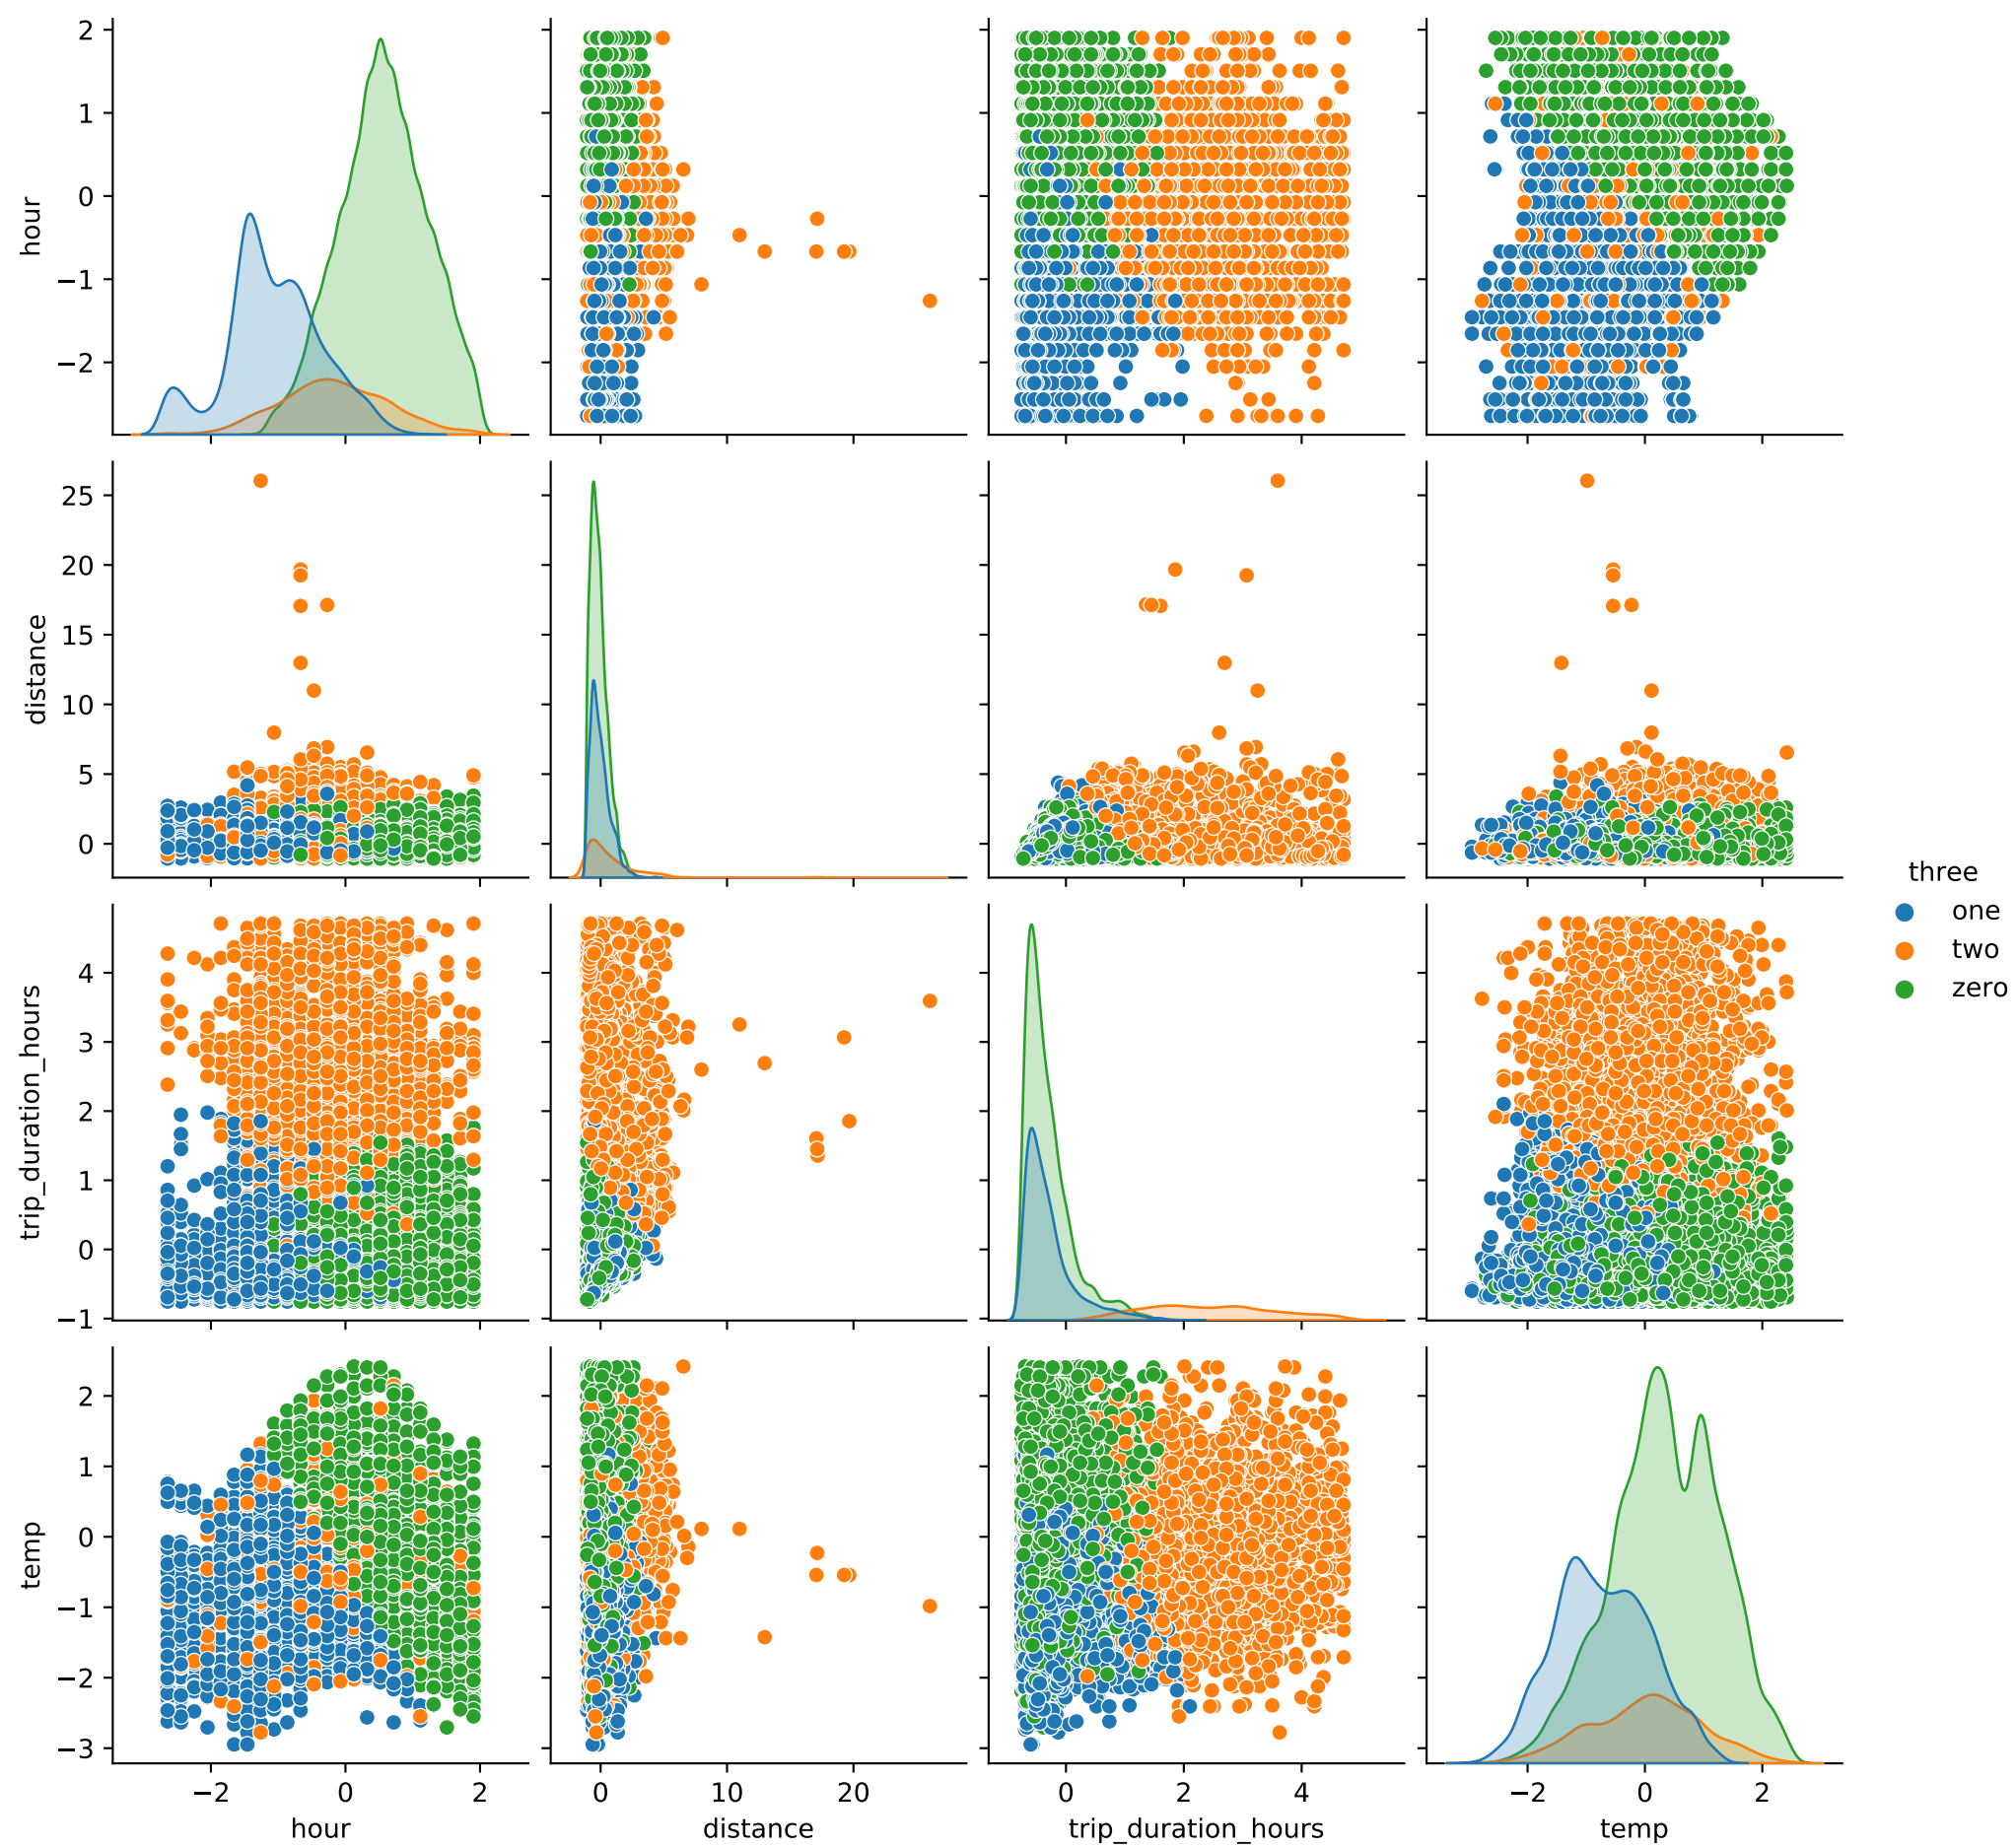 2
1
0
−1
−2
hour
25
20
15
10
5
0
distance
4
3
2
1
0
−1
trip_duration_hours
2
1
0
−1
−2
−3
temp
−2 0 2
hour
0 10 20
distance
0 2 4
trip_duration_hours
−2 0 2
temp
three
one
two
zero